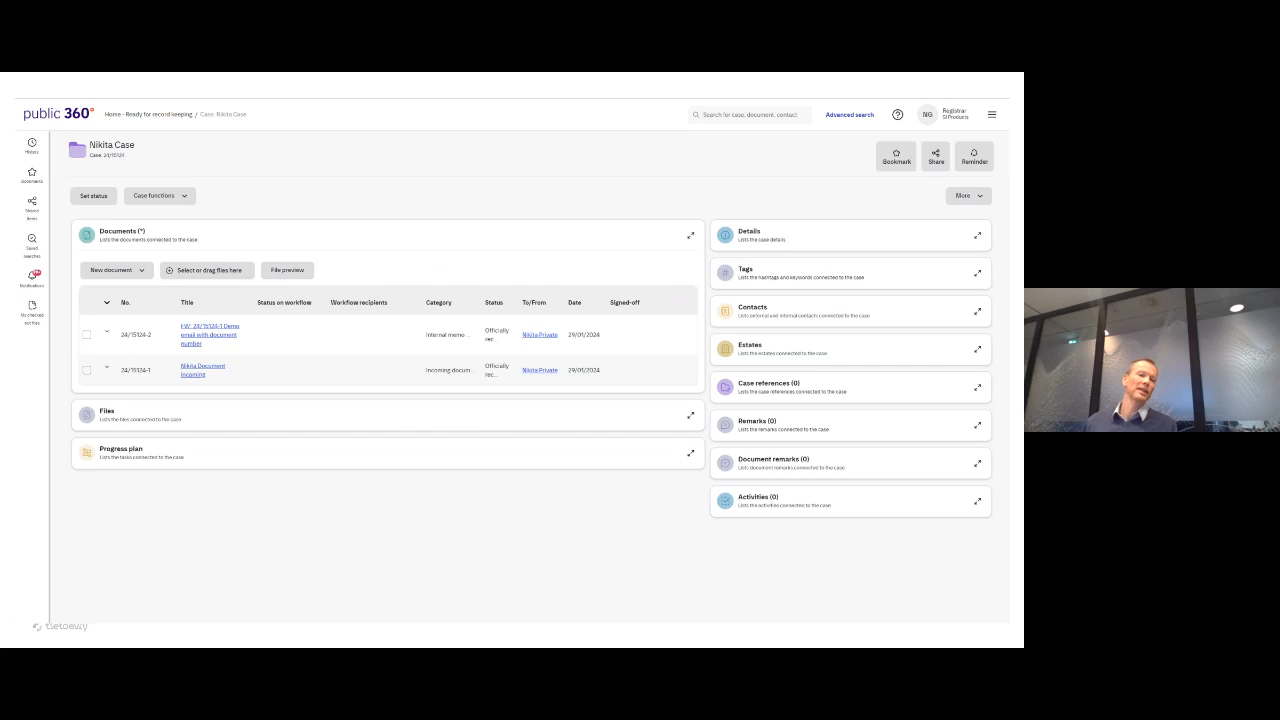 public 360°
Home - Ready for record keeping / Case: Nikita Case
Search for case, document, contact
Advanced search
NG
Registrar
SI Products
History
Bookmarks
Shared
items
Saved
searches
Notifications
My checked
out files
Nikita Case
Case: 24/15124
Bookmark
Share
Reminder
Set status
Case functions
More
Documents (*)
Lists the documents connected to the case
New document
Select or drag files here
File preview
No. Title Status on workflow Workflow recipients Category Status To/From Date Signed-off
24/15124-2 FW: 24/15124-1 Demo email with document number Internal memo ... Officially rec... Nikita Private 29/01/2024
24/15124-1 Nikita Document incoming Incoming docum... Officially rec... Nikita Private 29/01/2024
Files
Lists the files connected to the case
Progress plan
Lists the tasks connected to the case
Details
Lists the case details
Tags
Lists the hashtags and keywords connected to the case
Contacts
Lists external and internal contacts connected to the case
Estates
Lists the estates connected to the case
Case references (0)
Lists the case references connected to the case
Remarks (0)
Lists the remarks connected to the case
Document remarks (0)
Lists document remarks connected to the case
Activities (0)
Lists the activities connected to the case
tietoevry